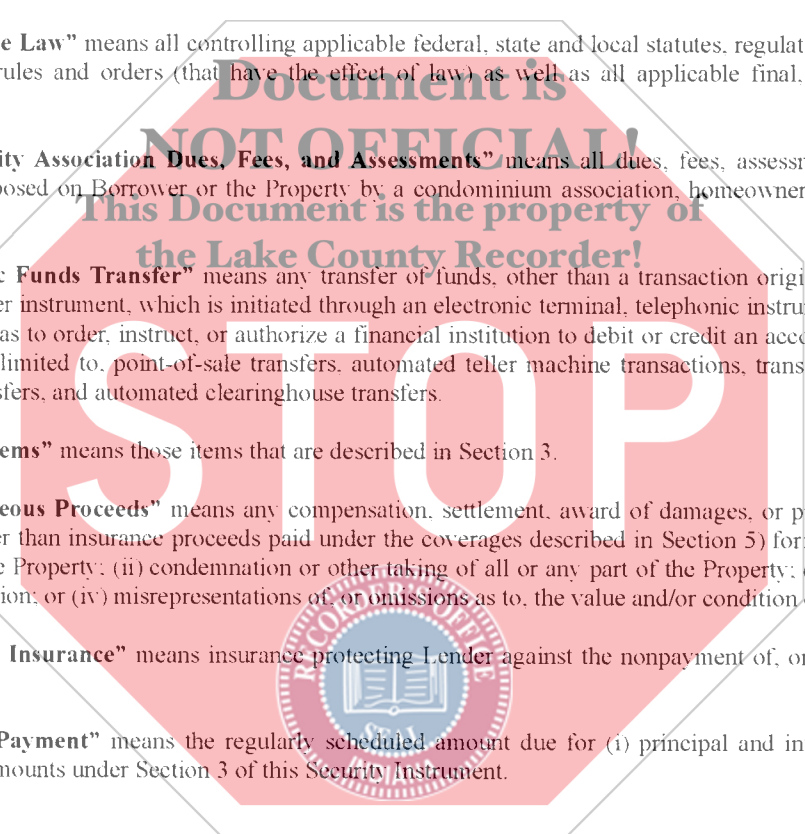 e Law” means all controlling applicable federal, state and local statutes, regulat
rules and orders (that have the effect of law) as well as all applicable final,
Document is
NOT OFFICIAL!
ity Association Dues, Fees, and Assessments” means all dues, fees, assessm
posed on Borrower or the Property by a condominium association, homeowner
This Document is the property of
the Lake County Recorder!
c Funds Transfer” means any transfer of funds, other than a transaction origi
er instrument, which is initiated through an electronic terminal, telephonic instru
as to order, instruct, or authorize a financial institution to debit or credit an acco
limited to, point-of-sale transfers, automated teller machine transactions, trans
sfers, and automated clearinghouse transfers.
STOP
ems” means those items that are described in Section 3.
eous Proceeds” means any compensation, settlement, award of damages, or p
er than insurance proceeds paid under the coverages described in Section 5) for:
e Property; (ii) condemnation or other taking of all or any part of the Property;
ion; or (iv) misrepresentations of, or omissions as to, the value and/or condition
RECORDER'S OFFICE
Insurance” means insurance protecting Lender against the nonpayment of, or
SEAL
Payment” means the regularly scheduled amount due for (i) principal and in
INDIANA
mounts under Section 3 of this Security Instrument.